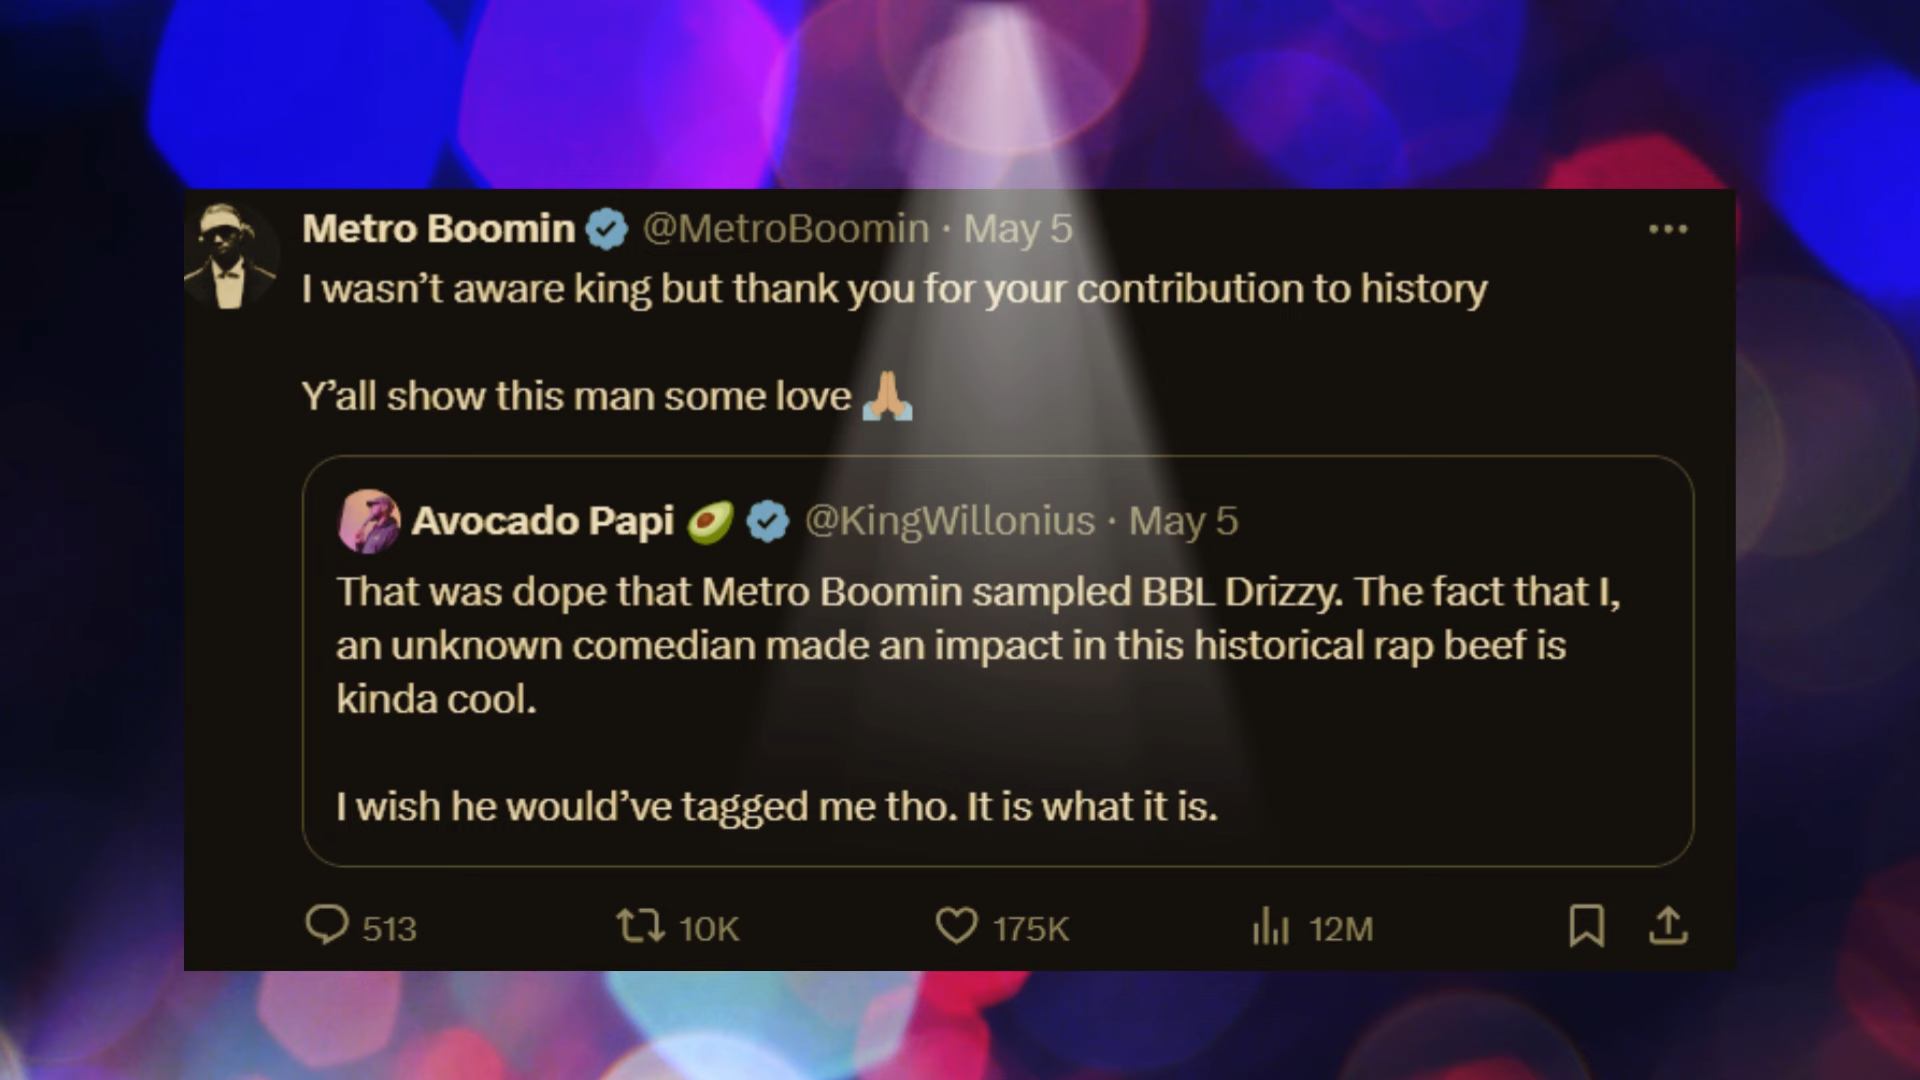 Metro Boomin @MetroBoomin · May 5
I wasn’t aware king but thank you for your contribution to history
Y’all show this man some love 🙏🏼
Avocado Papi 🥑 @KingWillonius · May 5
That was dope that Metro Boomin sampled BBL Drizzy. The fact that I,
an unknown comedian made an impact in this historical rap beef is
kinda cool.
I wish he would’ve tagged me tho. It is what it is.
513 10K 175K 12M